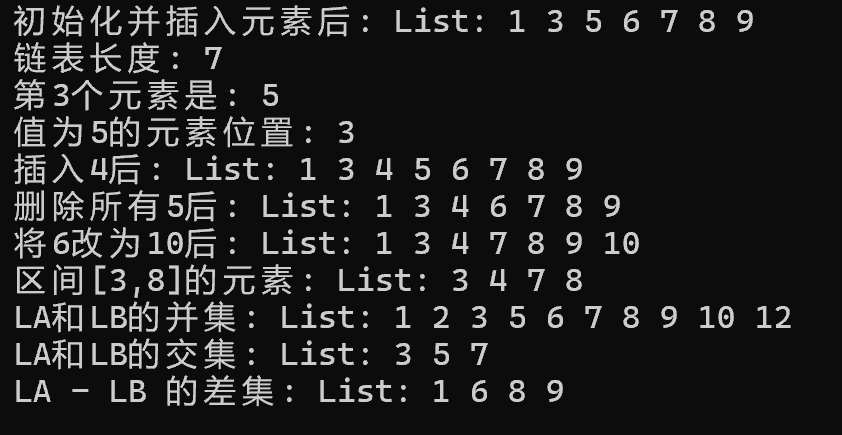 初始化并插入元素后: List: 1 3 5 6 7 8 9
链表长度: 7
第3个元素是: 5
值为5的元素位置: 3
插入4后: List: 1 3 4 5 6 7 8 9
删除所有5后: List: 1 3 4 6 7 8 9
将6改为10后: List: 1 3 4 7 8 9 10
区间[3,8]的元素: List: 3 4 7 8
LA和LB的并集: List: 1 2 3 5 6 7 8 9 10 12
LA和LB的交集: List: 3 5 7
LA - LB 的差集: List: 1 6 8 9